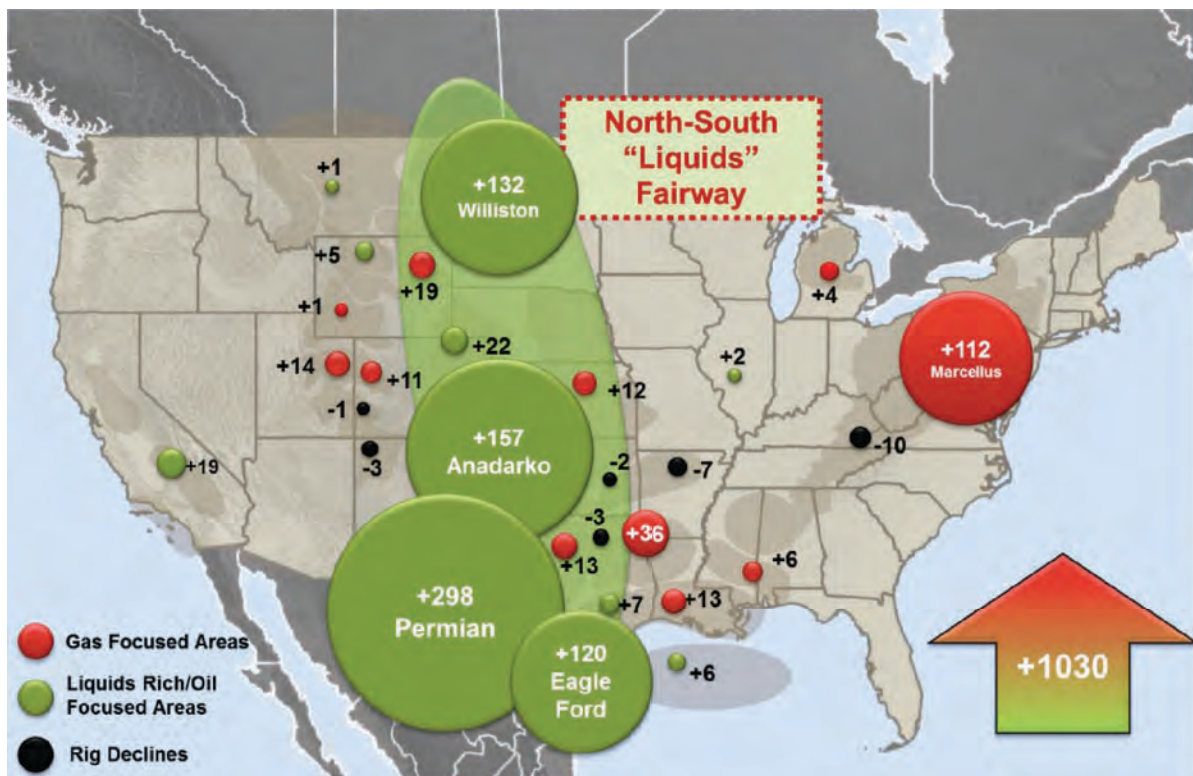 North-South
“Liquids”
Fairway
+1
+132
Williston
+5
+19
+4
+1
+112
Marcellus
+22
+2
+14
+11
+12
-1
+157
Anadarko
-10
+19
-3
-2
-7
-3
+36
+13
+6
+298
Permian
+7
+13
+120
Eagle
Ford
+6
+1030
Gas Focused Areas
Liquids Rich/Oil
Focused Areas
Rig Declines